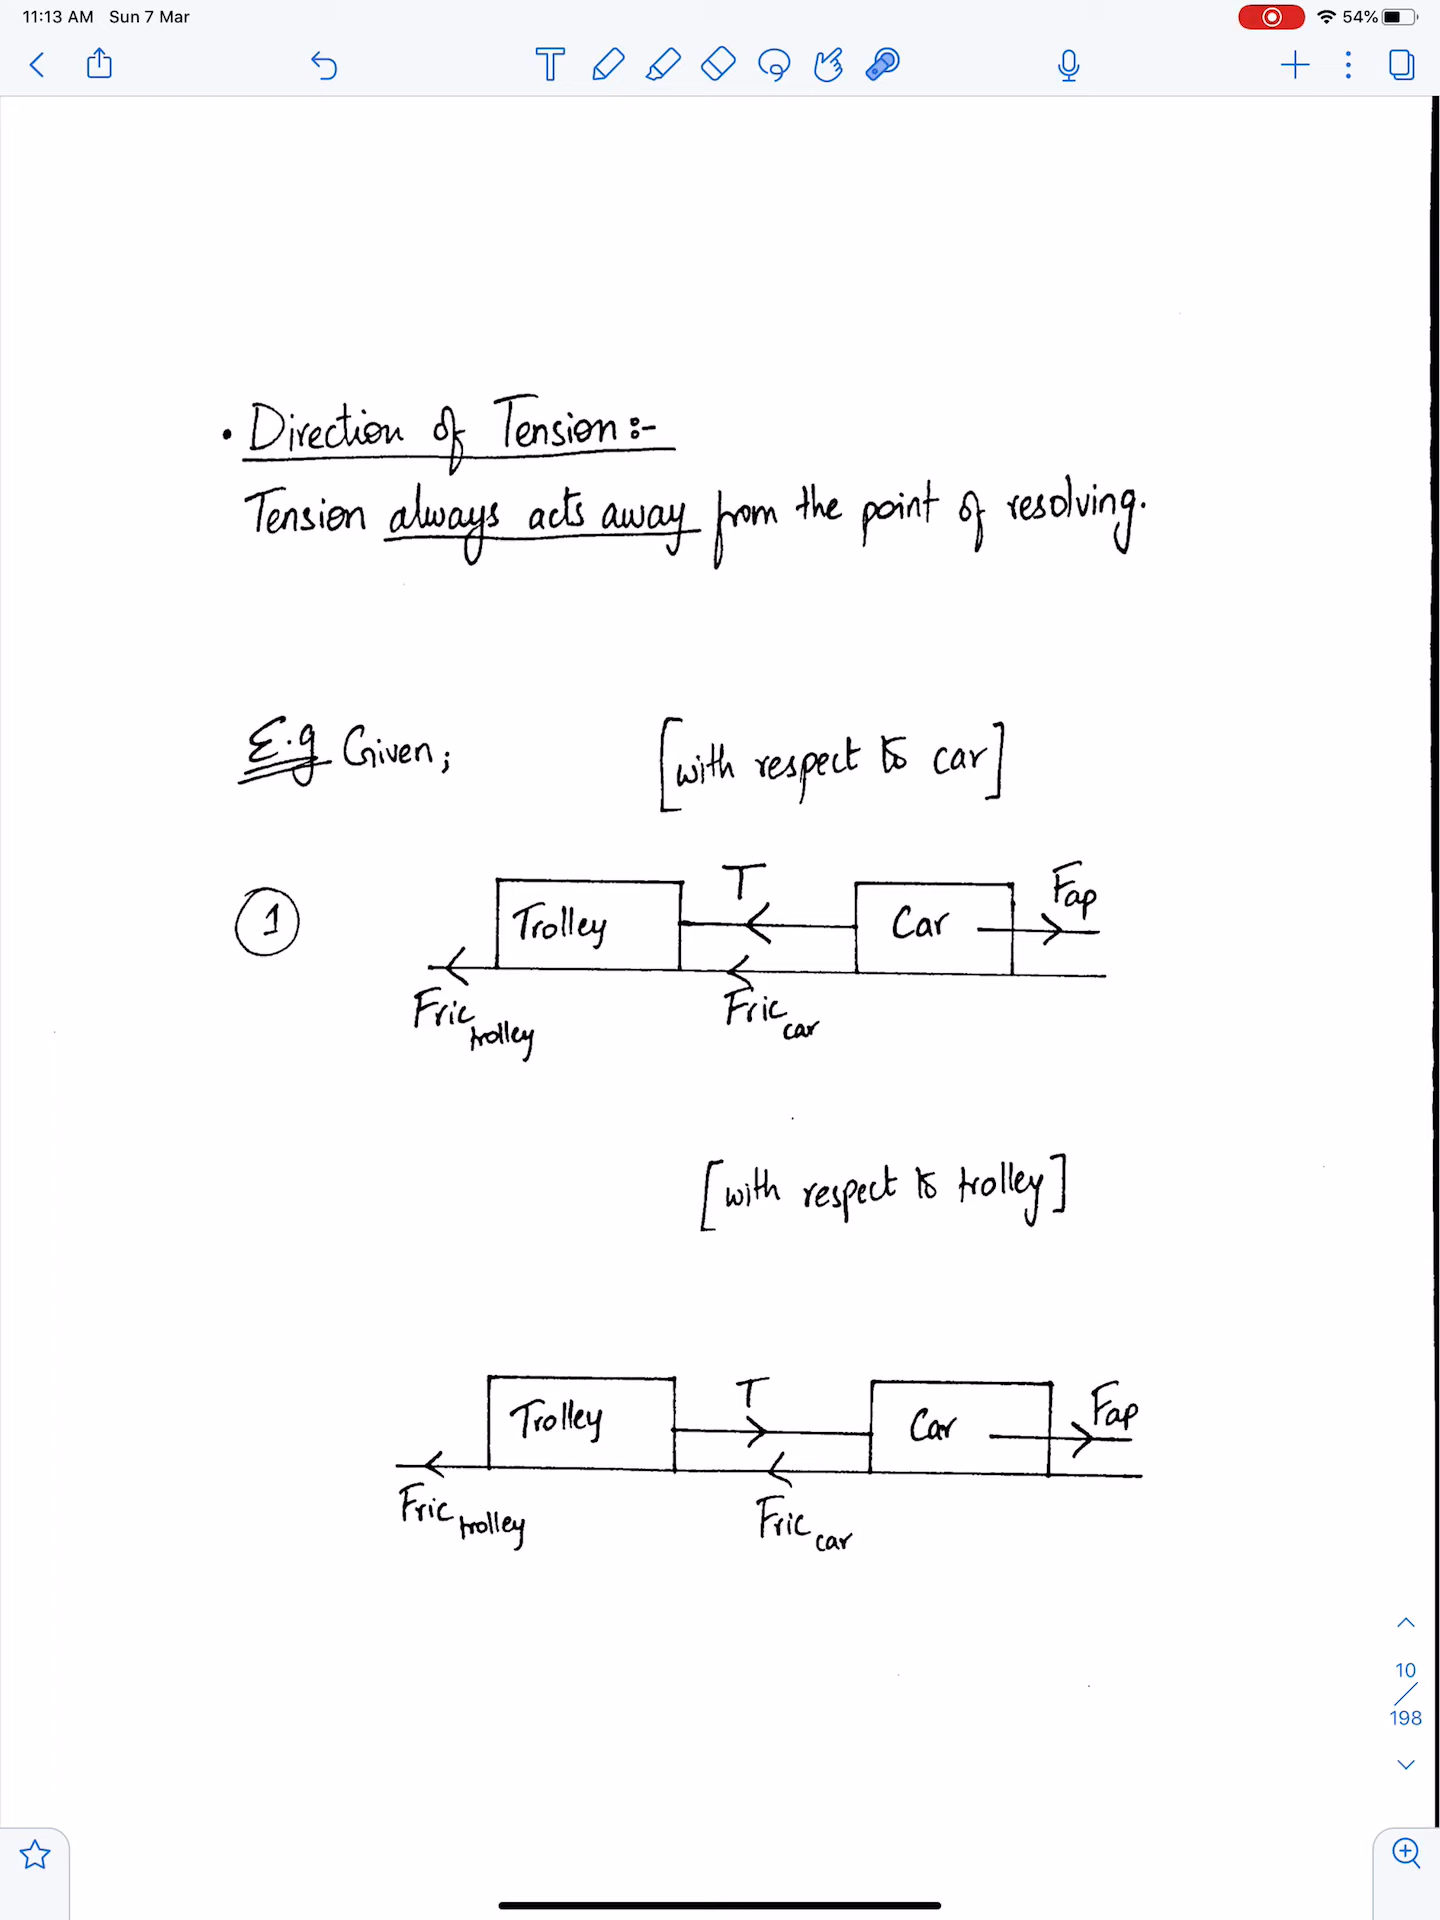 11:13 AM Sun 7 Mar
54%
• Direction of Tension :-
Tension always acts away from the point of resolving.
E.g Given; [with respect to car]
1
Trolley T Car Fap
Fric trolley Fric car
[with respect to trolley]
Trolley T Car Fap
Fric trolley Fric car
10
/
198